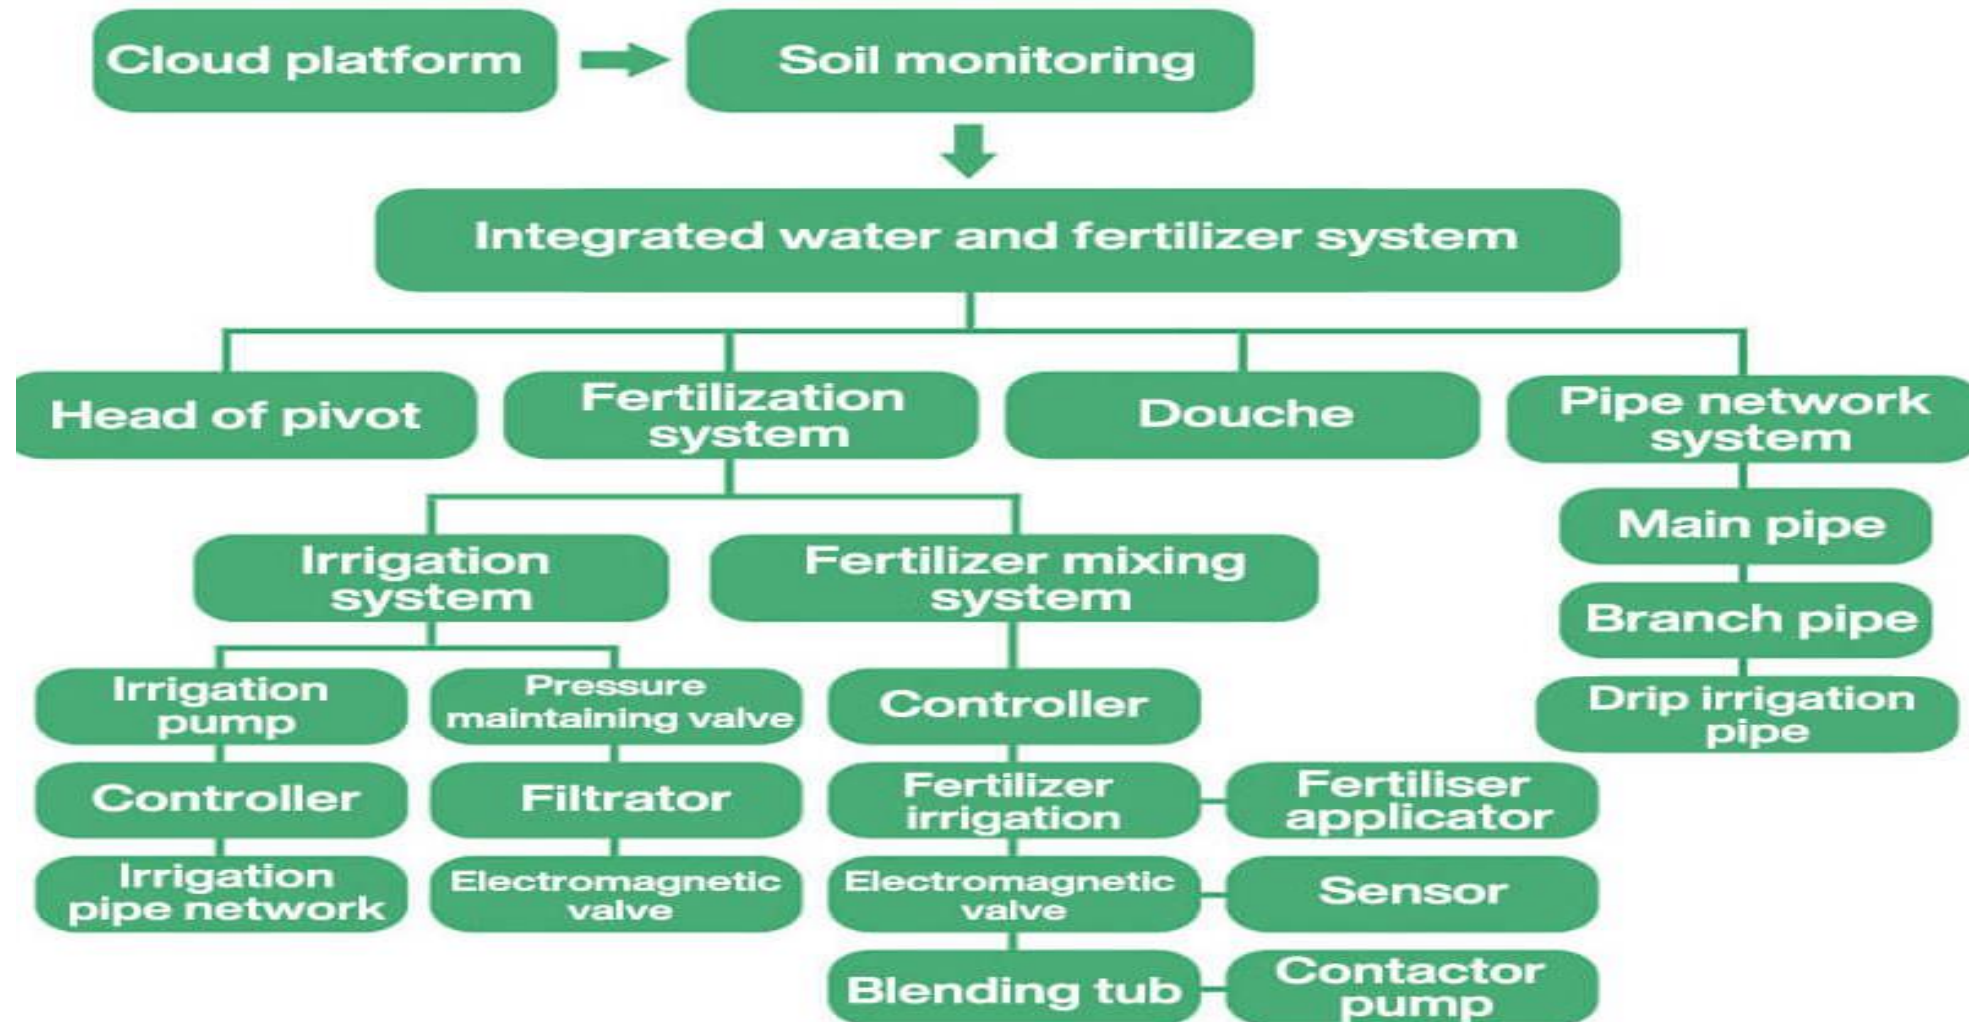 Cloud platform
Soil monitoring
Integrated water and fertilizer system
Head of pivot
Fertilization
system
Douche
Pipe network
system
Main pipe
Branch pipe
Drip irrigation
pipe
Irrigation
system
Fertilizer mixing
system
Irrigation
pump
Pressure
maintaining valve
Controller
Controller
Filtrator
Fertilizer
irrigation
Fertiliser
applicator
Irrigation
pipe network
Electromagnetic
valve
Electromagnetic
valve
Sensor
Blending tub
Contactor
pump